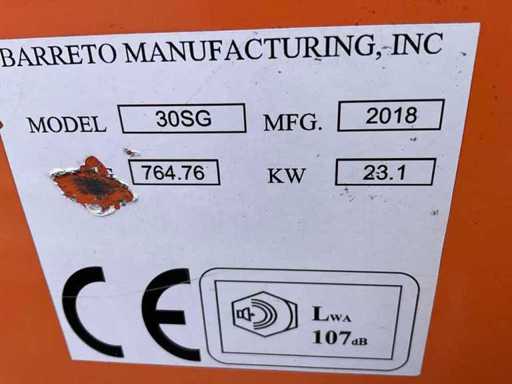 BARRETO MANUFACTURING, INC
MODEL 30SG MFG. 2018
764.76 KW 23.1
CE LWA
107dB